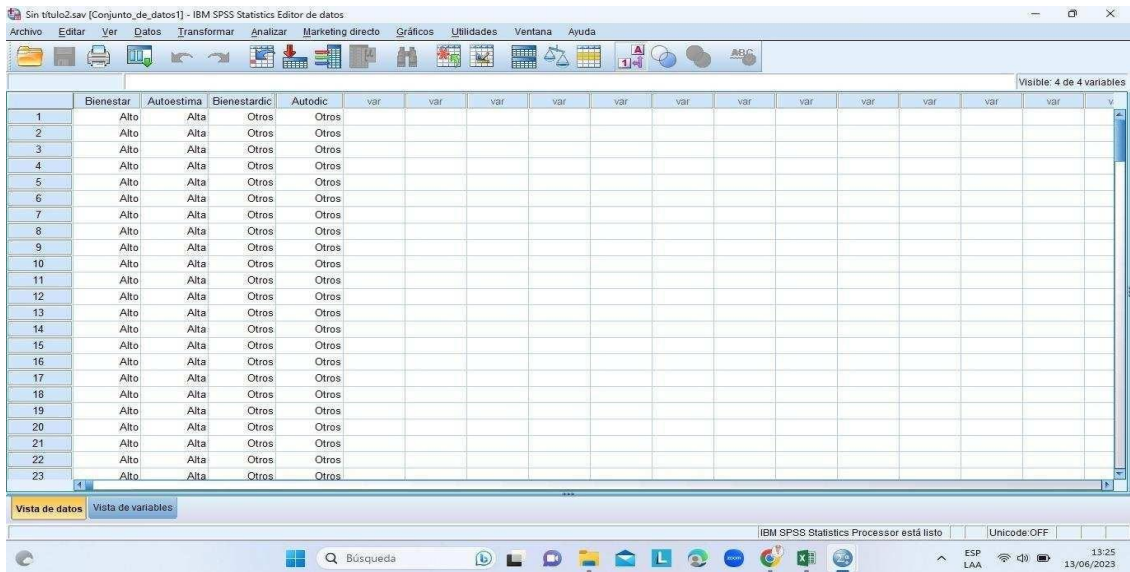 Sin título2.sav [Conjunto_de_datos1] - IBM SPSS Statistics Editor de datos
Archivo Editar Ver Datos Transformar Analizar Marketing directo Gráficos Utilidades Ventana Ayuda
Visible: 4 de 4 variables
Bienestar Autoestima Bienestardic Autodic var var var var var var var var var var var var v
1 Alto Alta Otros Otros
2 Alto Alta Otros Otros
3 Alto Alta Otros Otros
4 Alto Alta Otros Otros
5 Alto Alta Otros Otros
6 Alto Alta Otros Otros
7 Alto Alta Otros Otros
8 Alto Alta Otros Otros
9 Alto Alta Otros Otros
10 Alto Alta Otros Otros
11 Alto Alta Otros Otros
12 Alto Alta Otros Otros
13 Alto Alta Otros Otros
14 Alto Alta Otros Otros
15 Alto Alta Otros Otros
16 Alto Alta Otros Otros
17 Alto Alta Otros Otros
18 Alto Alta Otros Otros
19 Alto Alta Otros Otros
20 Alto Alta Otros Otros
21 Alto Alta Otros Otros
22 Alto Alta Otros Otros
23 Alto Alta Otros Otros
Vista de datos Vista de variables
IBM SPSS Statistics Processor está listo Unicode:OFF
Búsqueda
ESP 13:25
LAA 13/06/2023